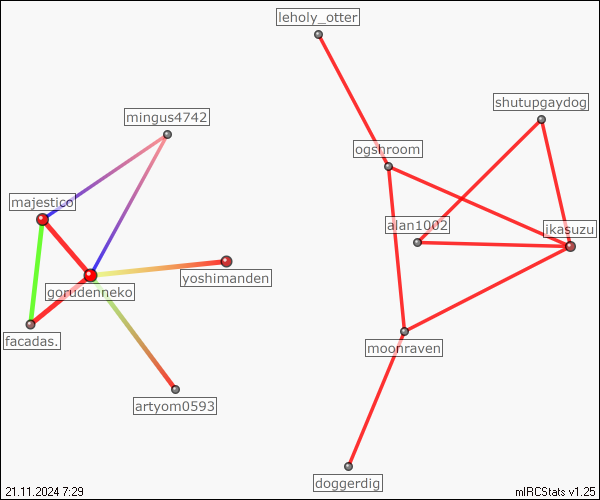 leholy_otter
shutupgaydog
mingus4742
ogshroom
majestico
alan1002
ikasuzu
yoshimanden
gorudenneko
facadas.
moonraven
artyom0593
doggerdig
21.11.2024 7:29
mIRCStats v1.25